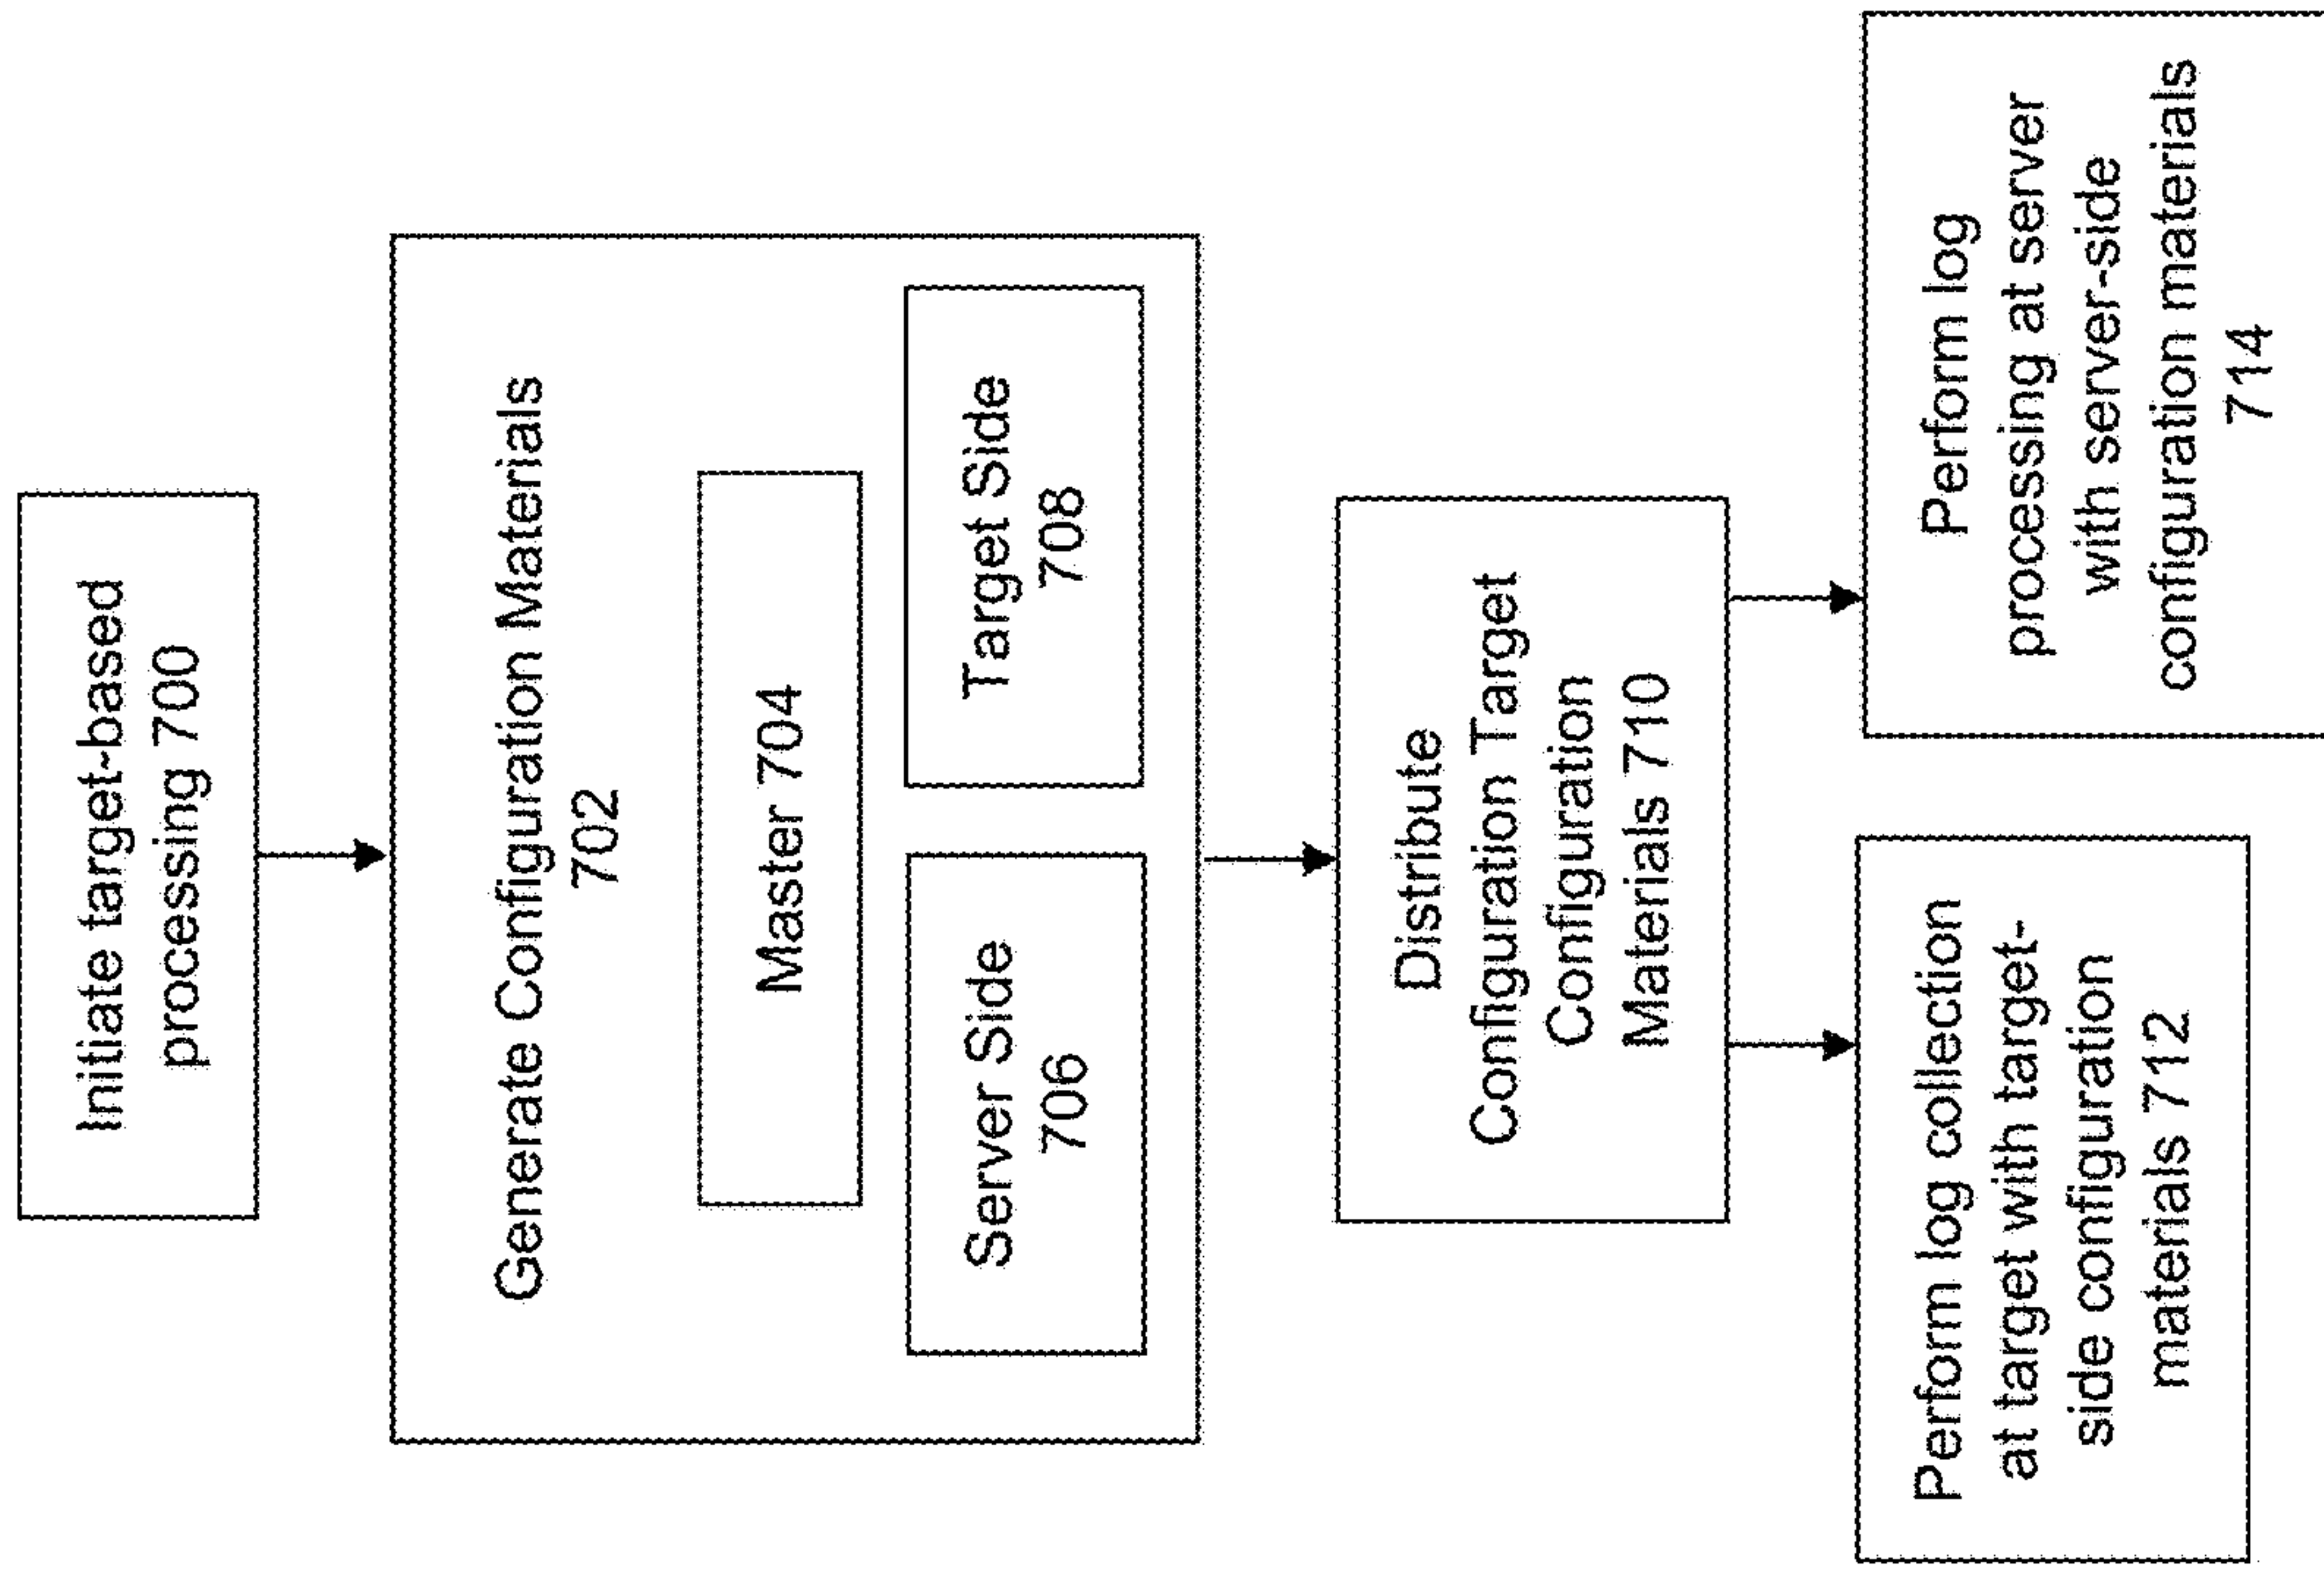 Initiate target-based
processing 700
Generate Configuration Materials
702
Master 704
Server Side
706
Target Side
708
Distribute
Configuration Target
Configuration
Materials 710
Perform log collection
at target with target-
side configuration
materials 712
Perform log
processing at server
with server-side
configuration materials
714